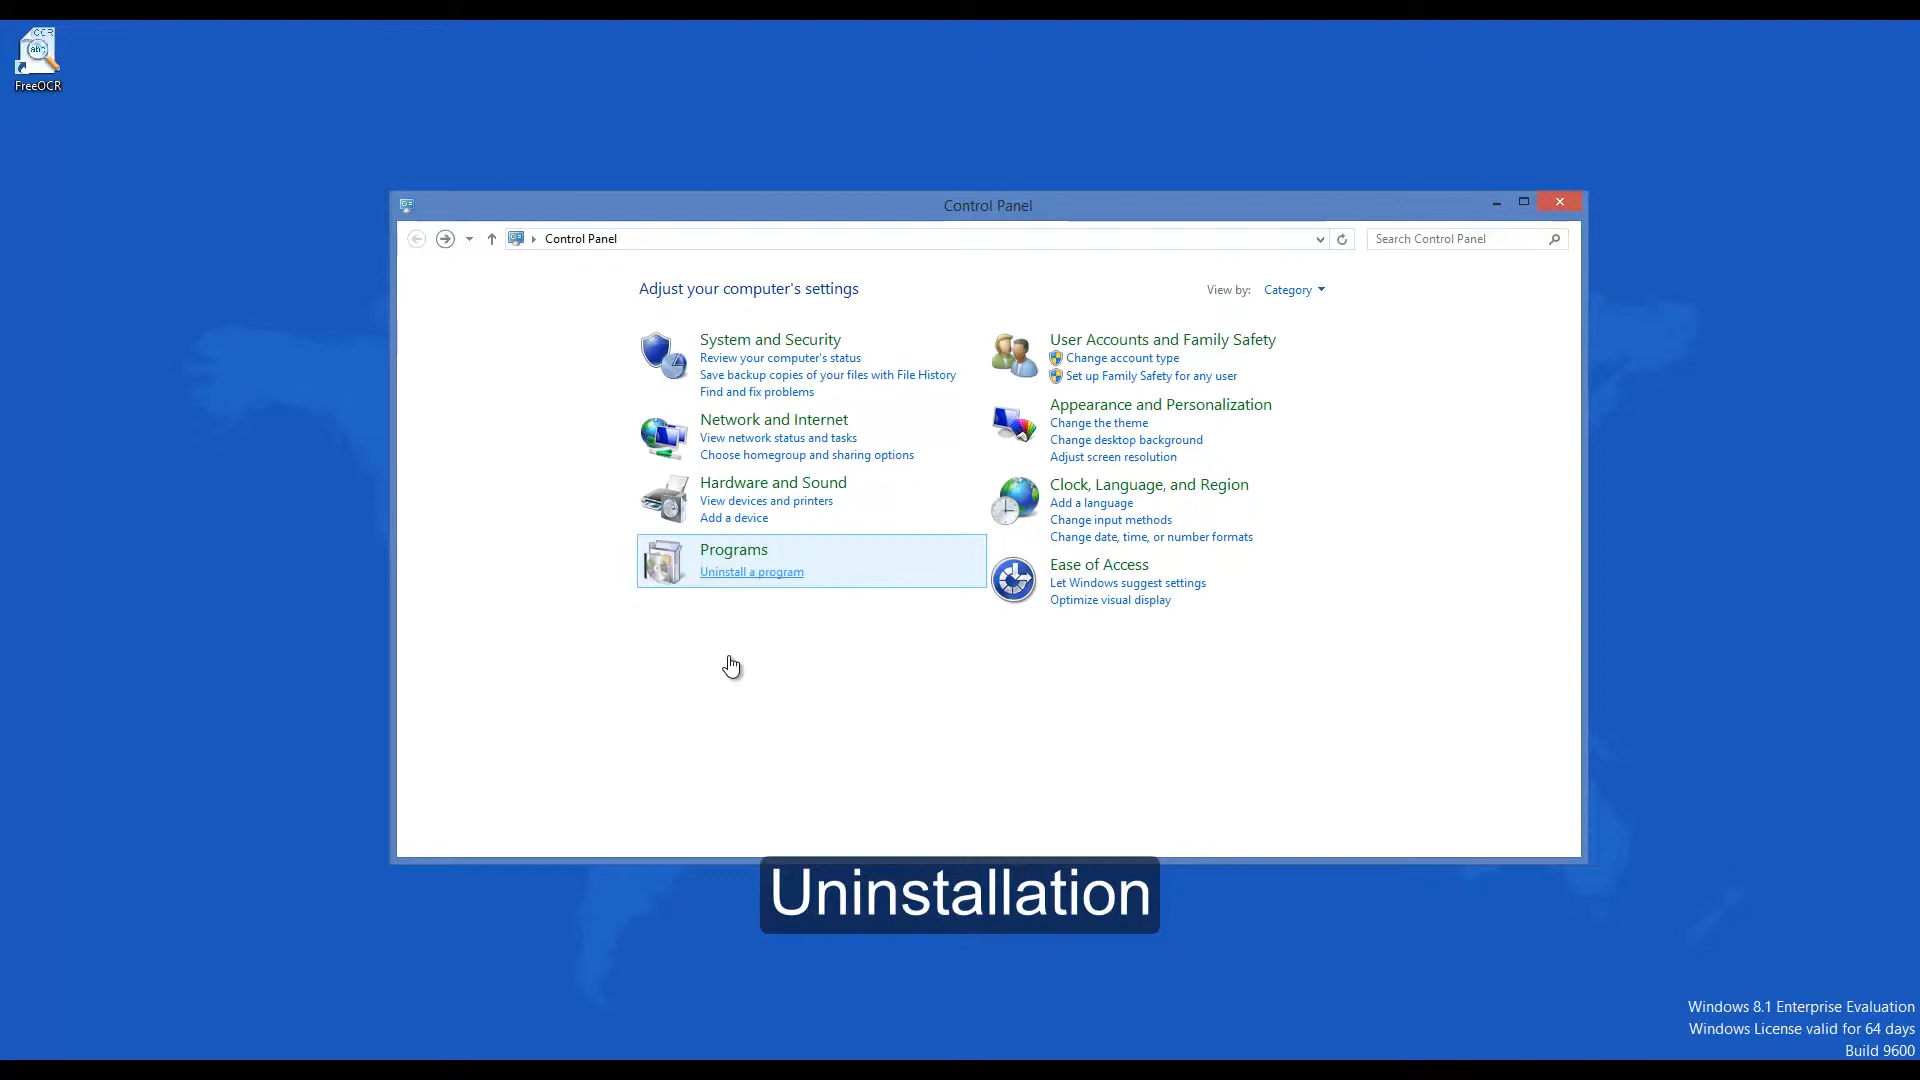 OCR
abc
FreeOCR
Control Panel
Control Panel
Search Control Panel
Adjust your computer's settings
View by: Category
System and Security
Review your computer's status
Save backup copies of your files with File History
Find and fix problems
Network and Internet
View network status and tasks
Choose homegroup and sharing options
Hardware and Sound
View devices and printers
Add a device
Programs
Uninstall a program
User Accounts and Family Safety
Change account type
Set up Family Safety for any user
Appearance and Personalization
Change the theme
Change desktop background
Adjust screen resolution
Clock, Language, and Region
Add a language
Change input methods
Change date, time, or number formats
Ease of Access
Let Windows suggest settings
Optimize visual display
Uninstallation
Windows 8.1 Enterprise Evaluation
Windows License valid for 64 days
Build 9600